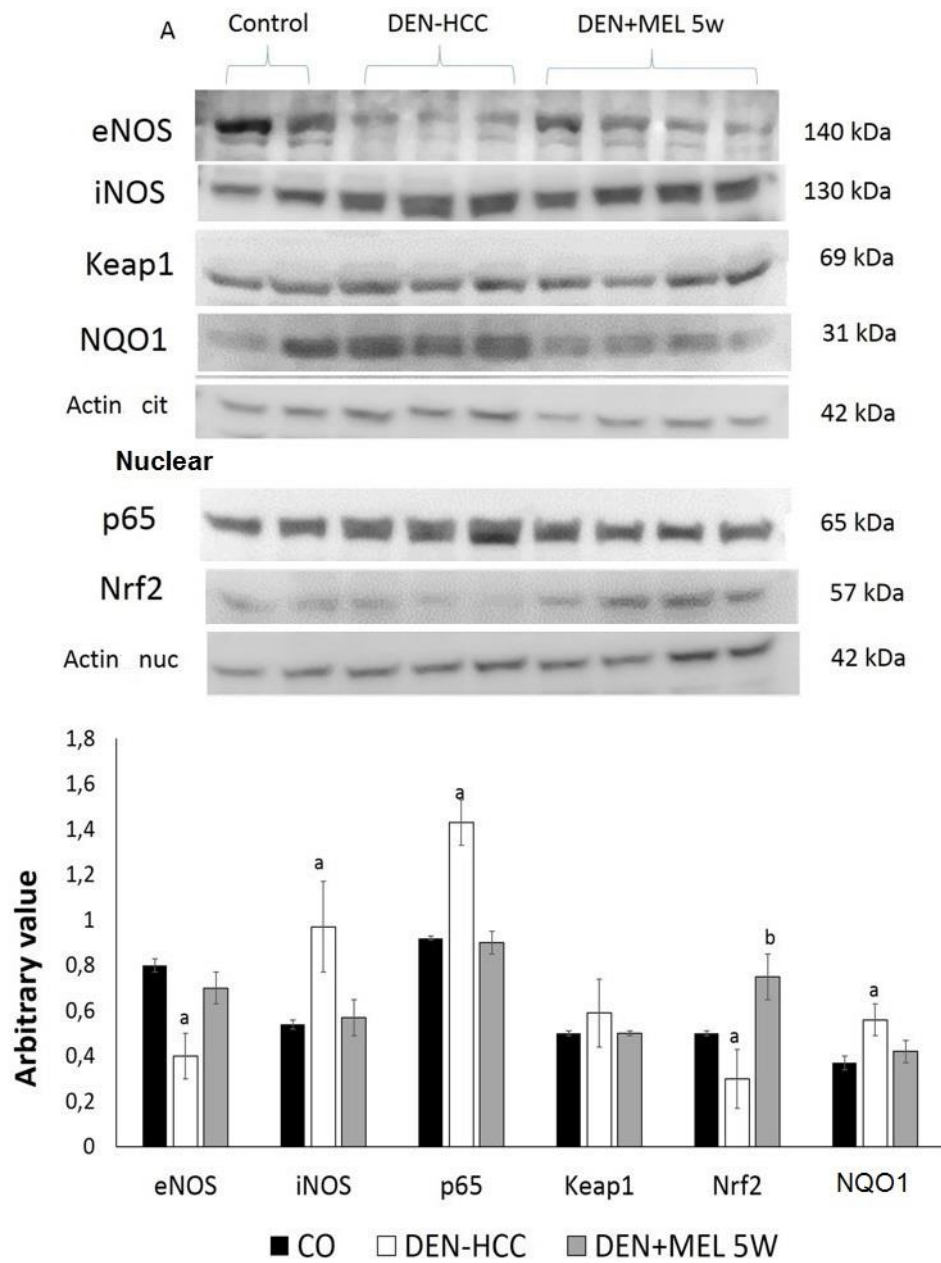 A Control DEN-HCC DEN+MEL 5w
eNOS 140 kDa
iNOS 130 kDa
Keap1 69 kDa
NQO1 31 kDa
Actin cit 42 kDa
Nuclear
p65 65 kDa
Nrf2 57 kDa
Actin nuc 42 kDa
Arbitrary value
1,8
1,6
1,4
1,2
1
0,8
0,6
0,4
0,2
0
a
a
a
a
b
a
eNOS iNOS p65 Keap1 Nrf2 NQO1
CO DEN-HCC DEN+MEL 5W